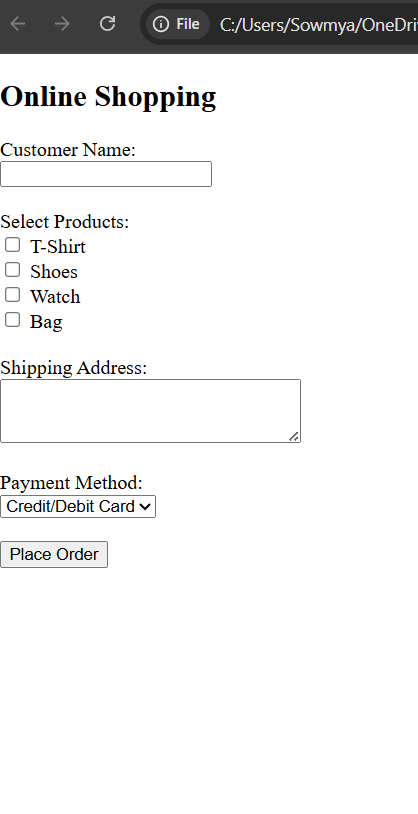 File C:/Users/Sowmya/OneDri
Online Shopping
Customer Name:
Select Products:
T-Shirt
Shoes
Watch
Bag
Shipping Address:
Payment Method:
Credit/Debit Card
Place Order